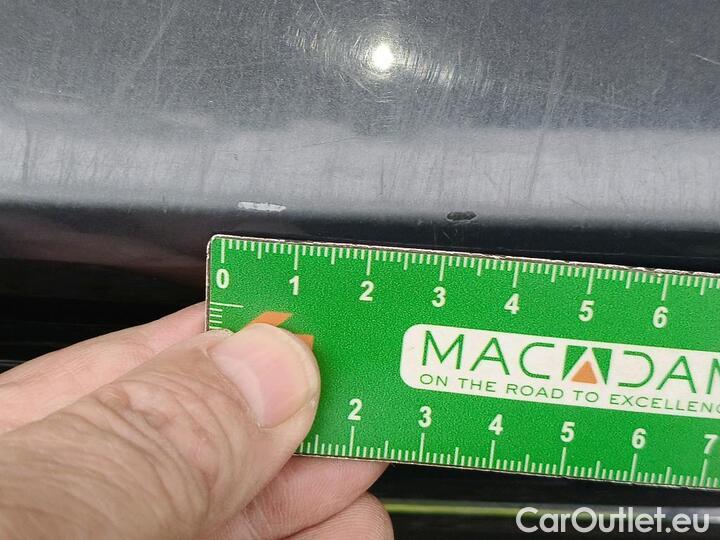 0 1 2 3 4 5 6
MACADAM
ON THE ROAD TO EXCELLENC
2 3 4 5 6 7
CarOutlet.eu